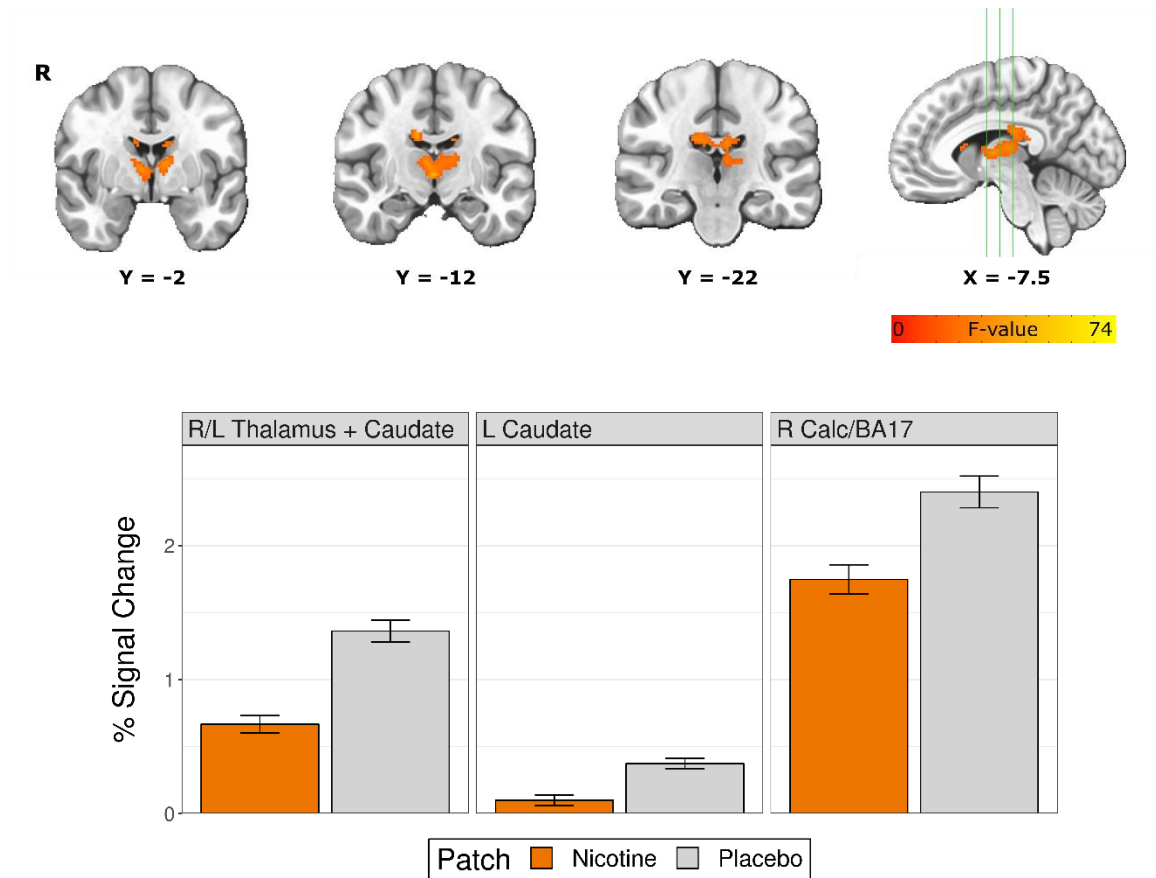 R
Y = -2
Y = -12
Y = -22
X = -7.5
0 F-value 74
R/L Thalamus + Caudate
L Caudate
R Calc/BA17
% Signal Change
2
1
0
Patch Nicotine Placebo